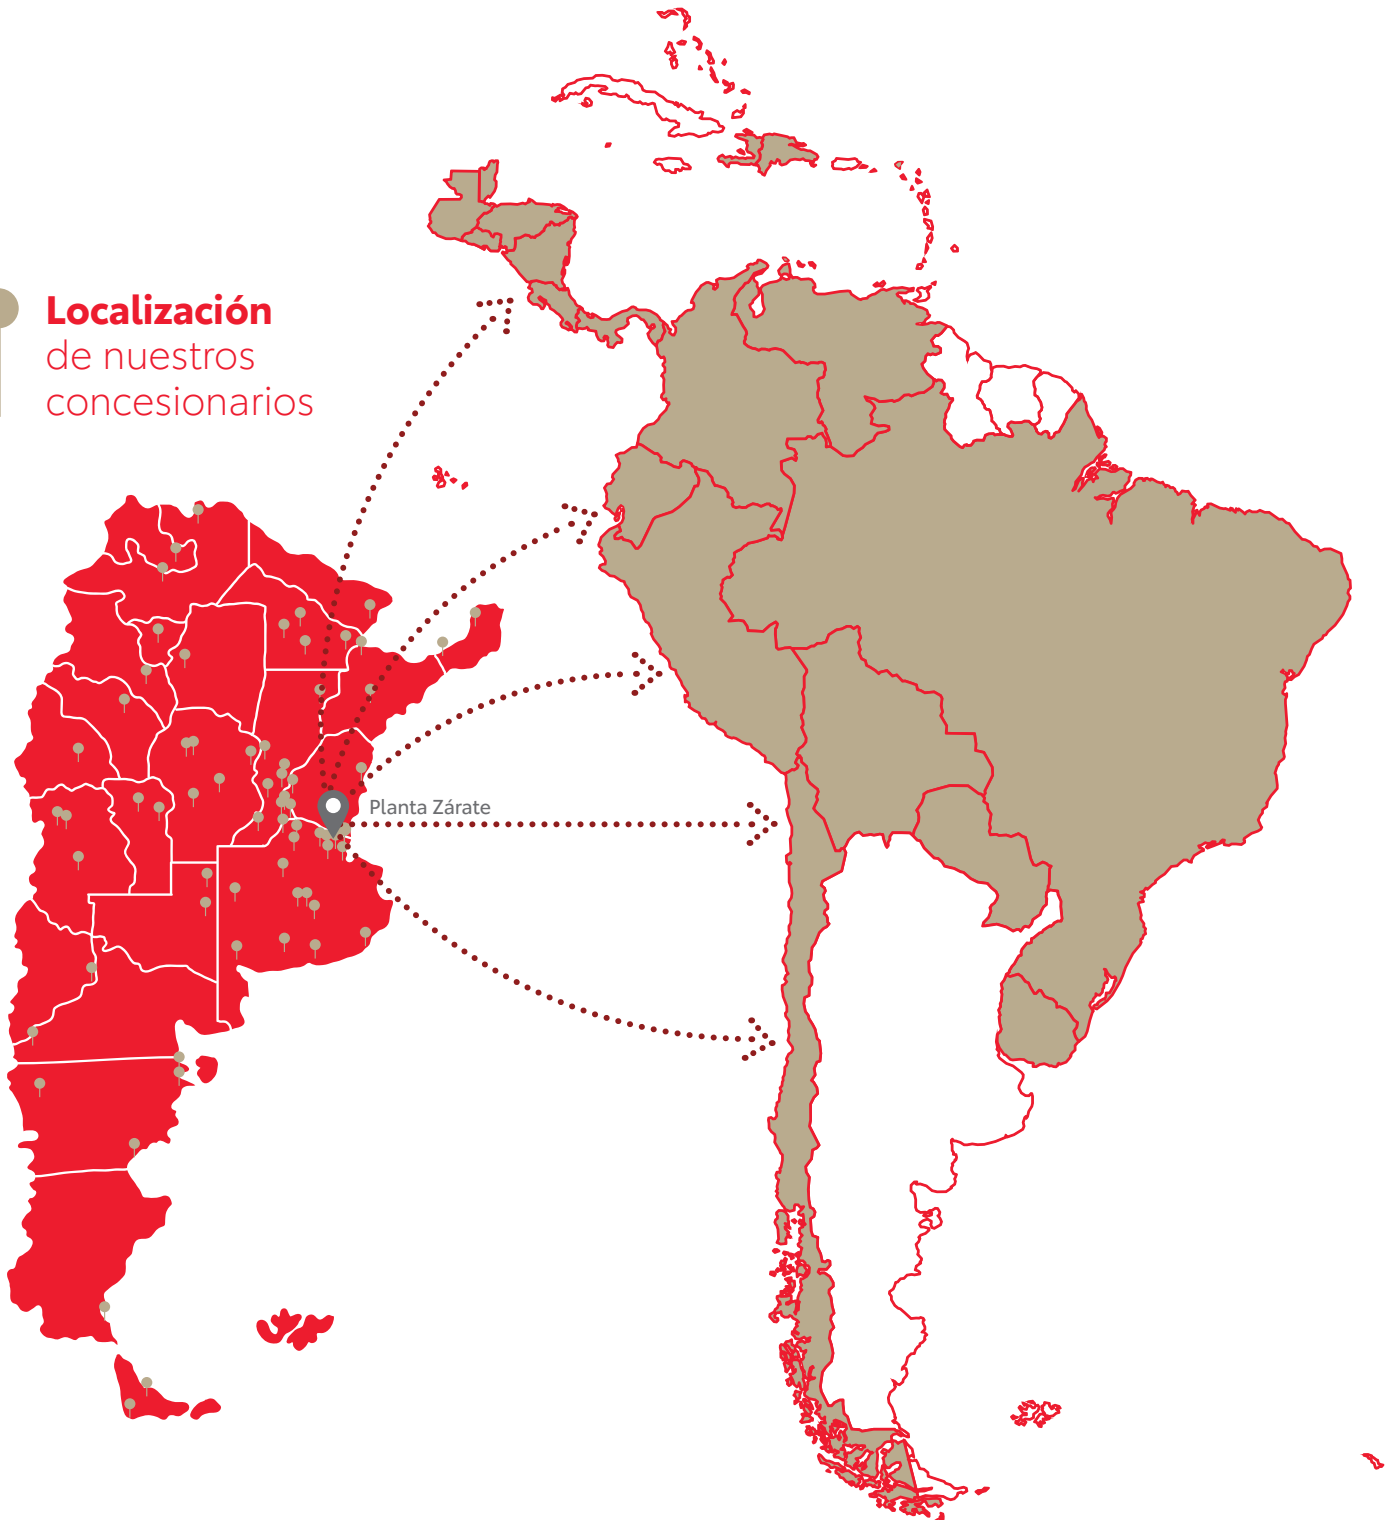 Localización
de nuestros
concesionarios
Planta Zárate